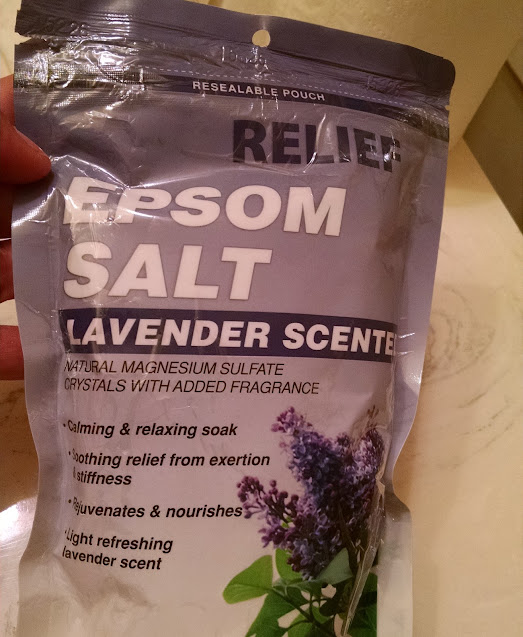 RESEALABLE POUCH
RELIEF
EPSOM
SALT
LAVENDER SCENTE
NATURAL MAGNESIUM SULFATE
CRYSTALS WITH ADDED FRAGRANCE
• Calming & relaxing soak
• Soothing relief from exertion
& stiffness
• Rejuvenates & nourishes
• Light refreshing
lavender scent